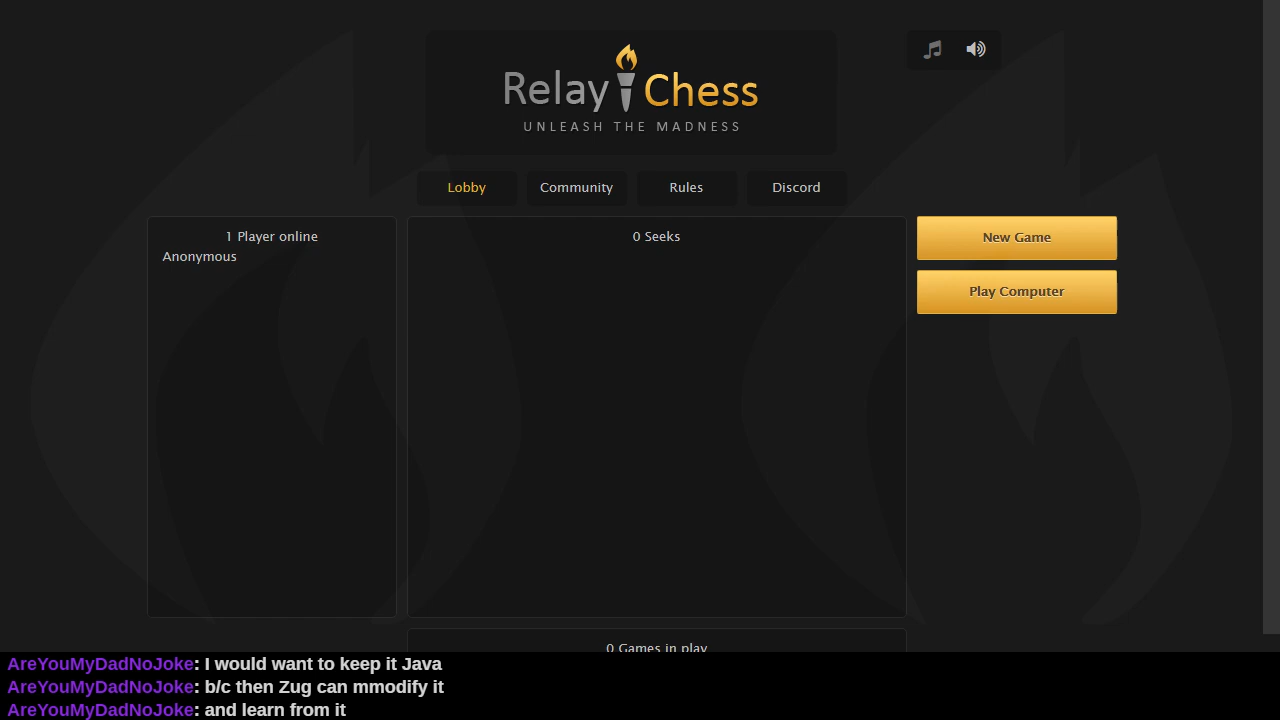 Relay Chess
UNLEASH THE MADNESS
Lobby
Community
Rules
Discord
1 Player online
Anonymous
0 Seeks
New Game
Play Computer
0 Games in play
AreYouMyDadNoJoke: I would want to keep it Java
AreYouMyDadNoJoke: b/c then Zug can mmodify it
AreYouMyDadNoJoke: and learn from it